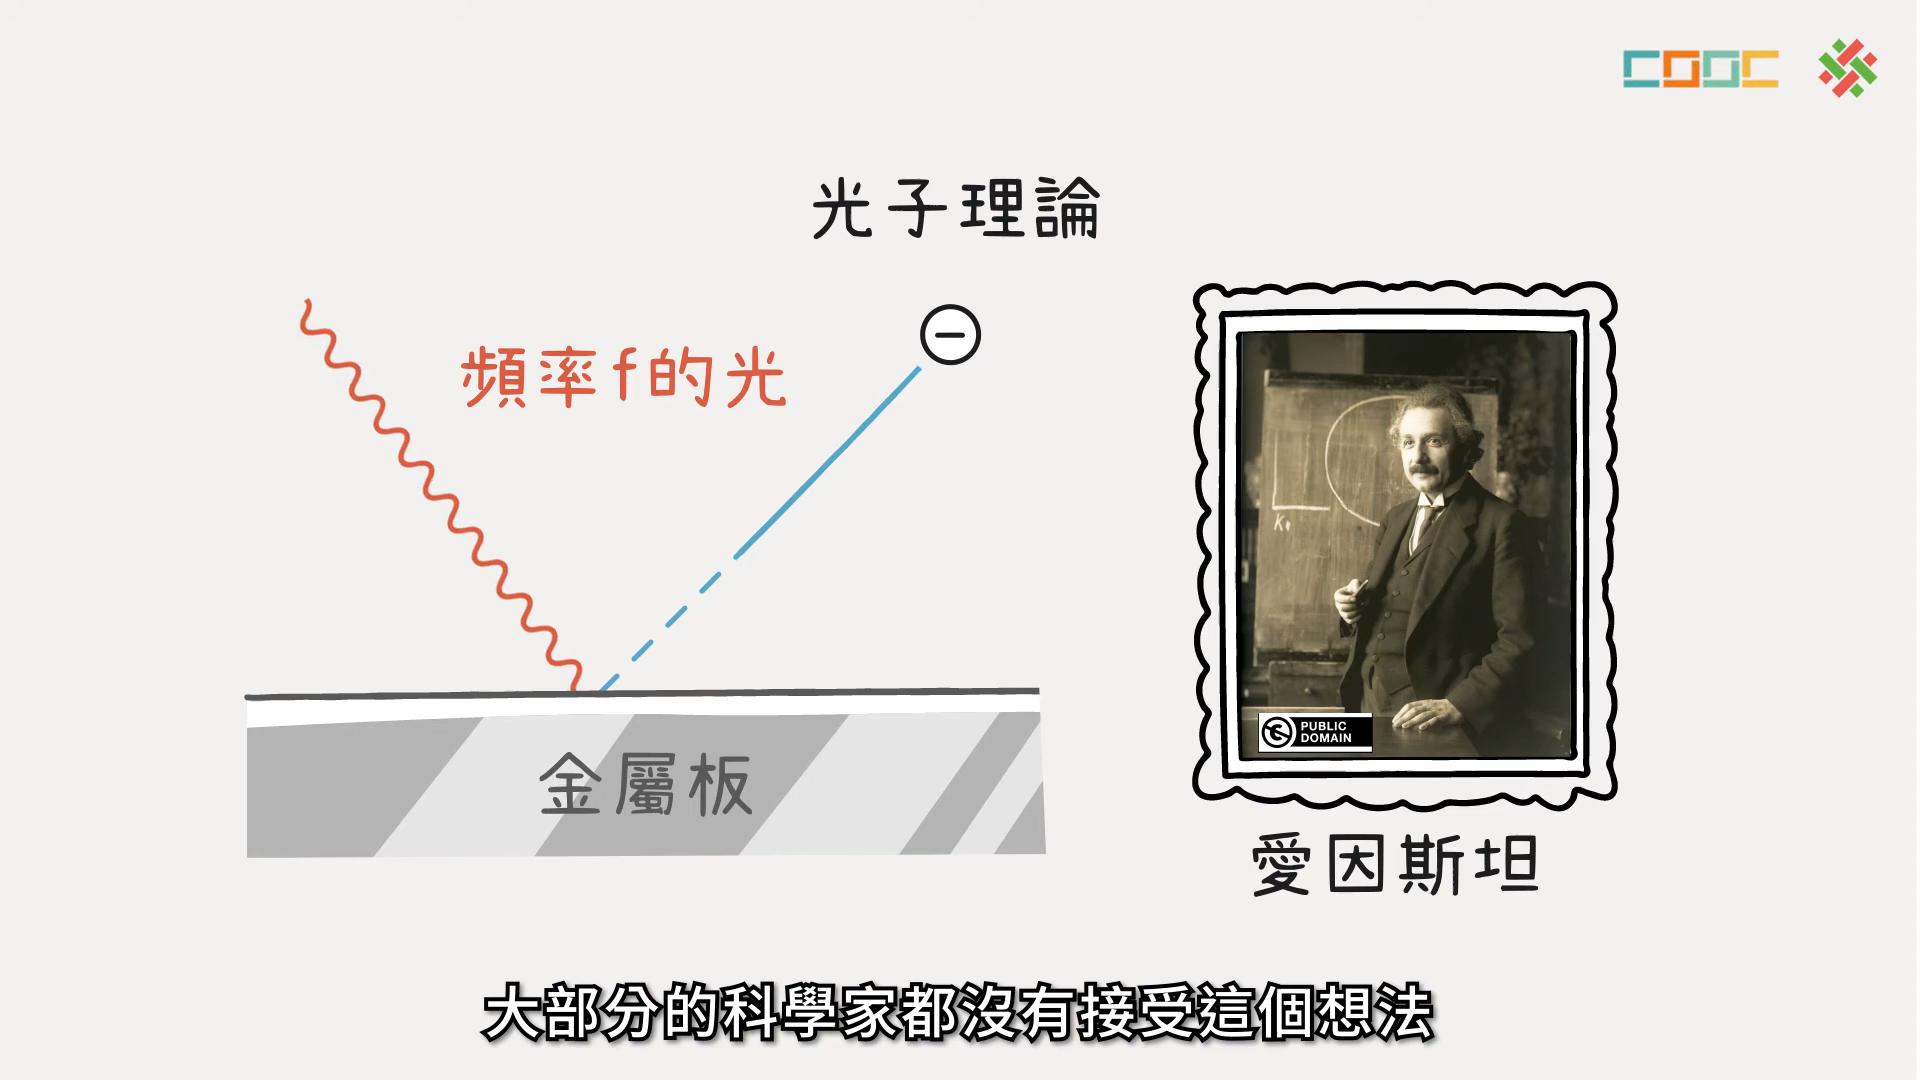 COOC
光子理論
頻率f的光
金屬板
K
PUBLIC
DOMAIN
愛因斯坦
大部分的科學家都沒有接受這個想法